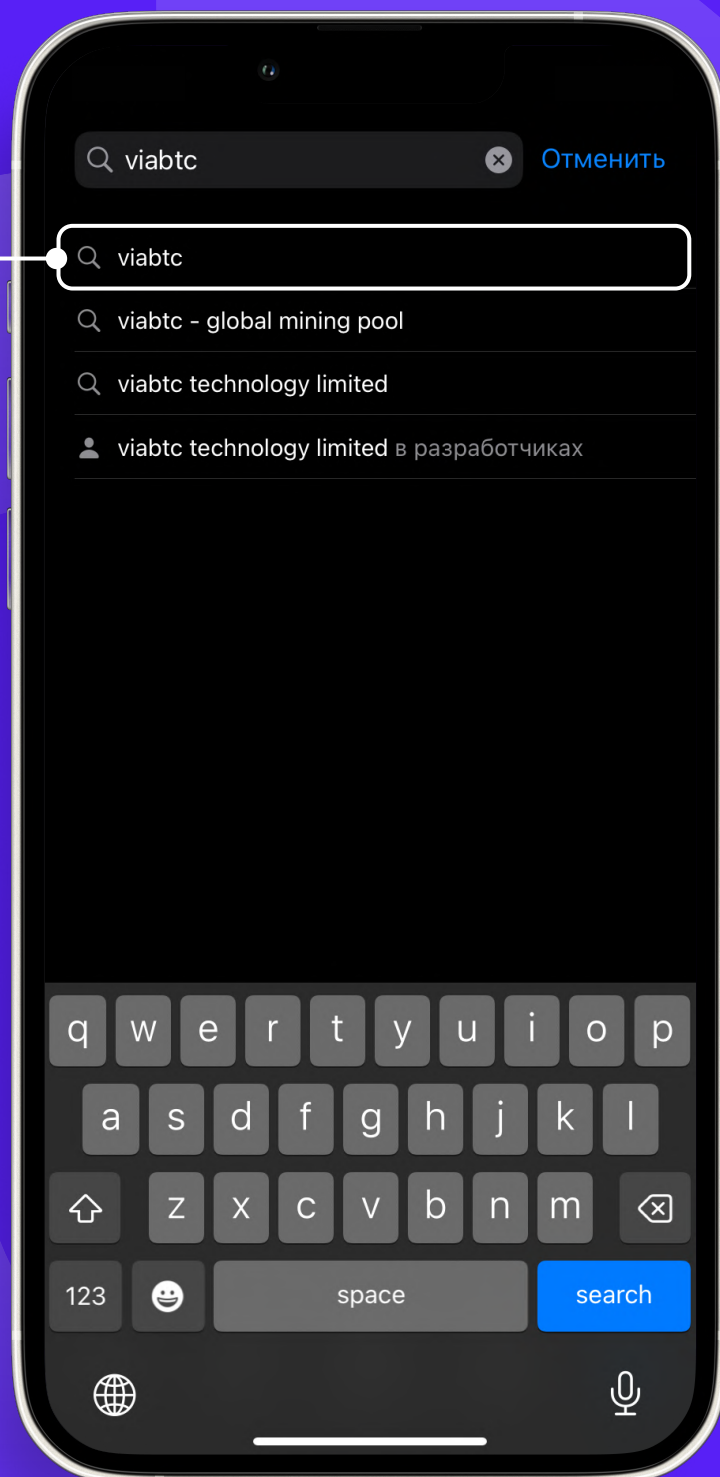 viabtc Отменить
viabtc
viabtc - global mining pool
viabtc technology limited
viabtc technology limited в разработчиках
q w e r t y u i o p
a s d f g h j k l
z x c v b n m
123 space search